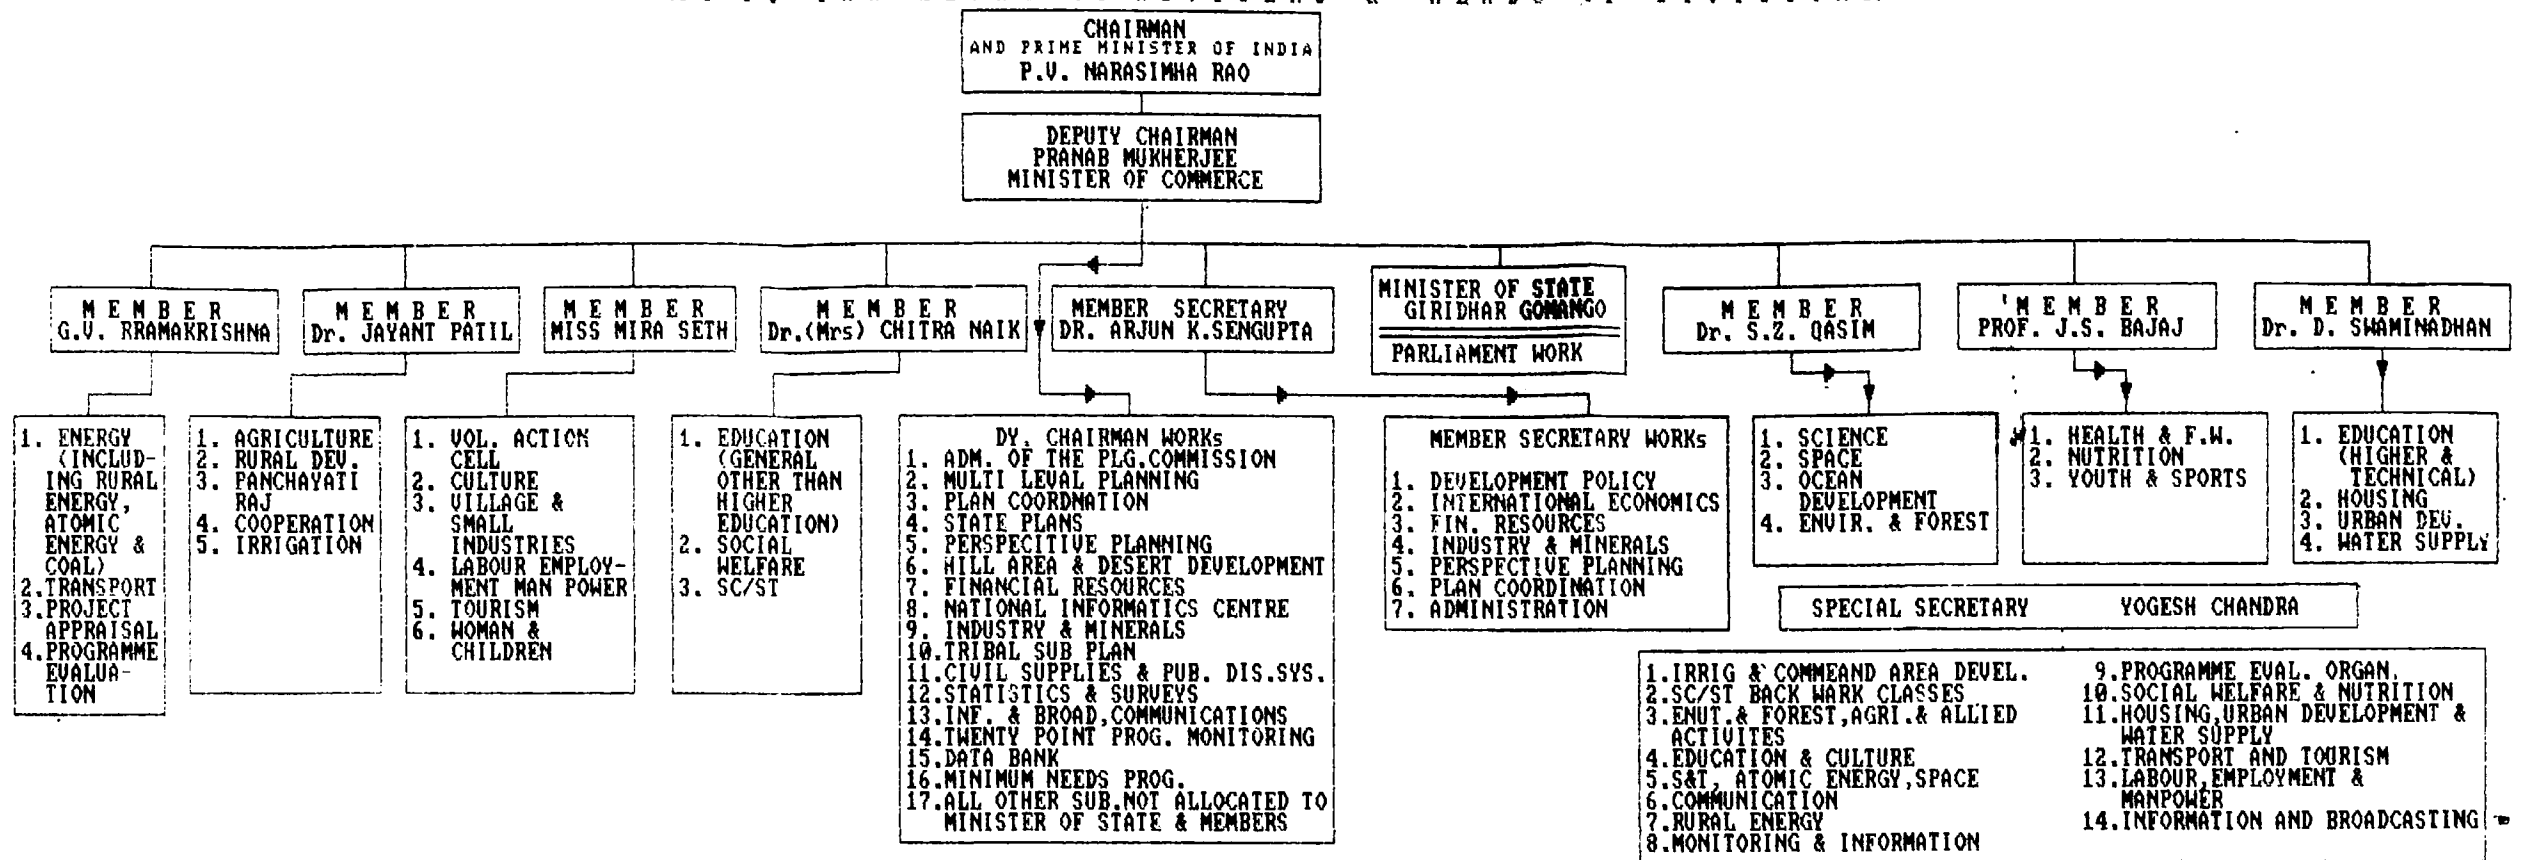 CHAIRMAN
AND PRIME MINISTER OF INDIA
P.V. NARASIMHA RAO
DEPUTY CHAIRMAN
PRANAB MUKHERJEE
MINISTER OF COMMERCE
M E M B E R
G.V. RRAMAKRISHNA
M E M B E R
Dr. JAYANT PATIL
M E M B E R
MISS MIRA SETH
M E M B E R
Dr.(Mrs) CHITRA NAIK
MEMBER SECRETARY
DR. ARJUN K.SENGUPTA
MINISTER OF STATE
GIRIDHAR GOMANGO
PARLIAMENT WORK
M E M B E R
Dr. S.Z. QASIM
M E M B E R
PROF. J.S. BAJAJ
M E M B E R
Dr. D. SWAMINADHAN
1. ENERGY
(INCLUD-
ING RURAL
ENERGY,
ATOMIC
ENERGY &
COAL)
2.TRANSPORT
3.PROJECT
APPRAISAL
4.PROGRAMME
EVALUA-
TION
1. AGRICULTURE
2. RURAL DEV.
3. PANCHAYATI
RAJ
4. COOPERATION
5. IRRIGATION
1. VOL. ACTION
CELL
2. CULTURE
3. VILLAGE &
SMALL
INDUSTRIES
4. LABOUR EMPLOY-
MENT MAN POWER
5. TOURISM
6. WOMAN &
CHILDREN
1. EDUCATION
(GENERAL
OTHER THAN
HIGHER
EDUCATION)
2. SOCIAL
WELFARE
3. SC/ST
DY. CHAIRMAN WORKs
1. ADM. OF THE PLG.COMMISSION
2. MULTI LEVAL PLANNING
3. PLAN COORDNATION
4. STATE PLANS
5. PERSPECITIVE PLANNING
6. HILL AREA & DESERT DEVELOPMENT
7. FINANCIAL RESOURCES
8. NATIONAL INFORMATICS CENTRE
9. INDUSTRY & MINERALS
10.TRIBAL SUB PLAN
11.CIVIL SUPPLIES & PUB. DIS.SYS.
12.STATISTICS & SURVEYS
13.INF. & BROAD,COMMUNICATIONS
14.TWENTY POINT PROG. MONITORING
15.DATA BANK
16.MINIMUM NEEDS PROG.
17.ALL OTHER SUB.NOT ALLOCATED TO
MINISTER OF STATE & MEMBERS
MEMBER SECRETARY WORKs
1. DEVELOPMENT POLICY
2. INTERNATIONAL ECONOMICS
3. FIN. RESOURCES
4. INDUSTRY & MINERALS
5. PERSPECTIVE PLANNING
6. PLAN COORDINATION
7. ADMINISTRATION
1. SCIENCE
2. SPACE
3. OCEAN
DEVELOPMENT
4. ENVIR. & FOREST
1. HEALTH & F.W.
2. NUTRITION
3. YOUTH & SPORTS
1. EDUCATION
(HIGHER &
TECHNICAL)
2. HOUSING
3. URBAN DEV.
4. WATER SUPPLY
SPECIAL SECRETARY YOGESH CHANDRA
1.IRRIG & COMMEAND AREA DEVEL.
2.SC/ST BACK WARK CLASSES
3.ENUT.& FOREST,AGRI.& ALLIED
ACTIVITES
4.EDUCATION & CULTURE
5.S&T, ATOMIC ENERGY,SPACE
6.COMMUNICATION
7.RURAL ENERGY
8.MONITORING & INFORMATION
9.PROGRAMME EVAL. ORGAN.
10.SOCIAL WELFARE & NUTRITION
11.HOUSING,URBAN DEVELOPMENT &
WATER SUPPLY
12.TRANSPORT AND TOURISM
13.LABOUR,EMPLOYMENT &
MANPOWER
14.INFORMATION AND BROADCASTING